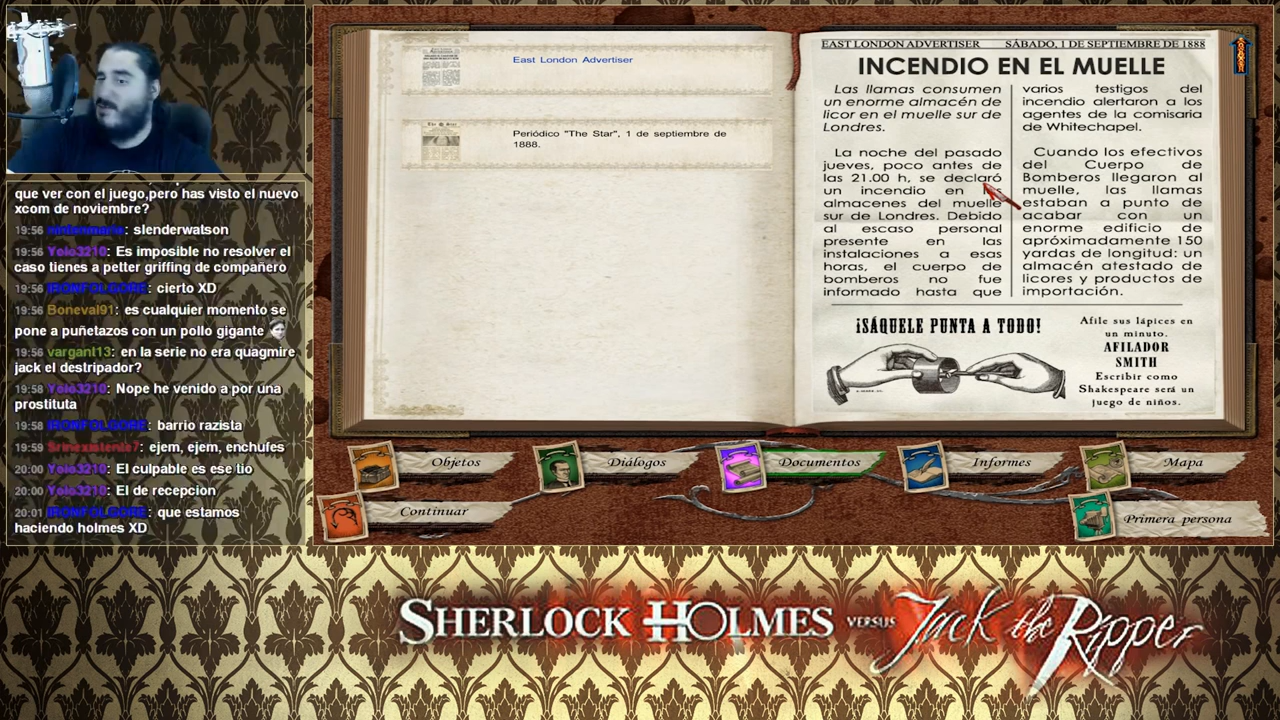 que ver con el juego,pero has visto el nuevo
xcom de noviembre?
19:56 : slenderwatson
19:56 Yolo3210: Es imposible no resolver el
caso tienes a petter griffing de compañero
19:56 IRONFOLGORE: cierto XD
19:56 Boneval91: es cualquier momento se
pone a puñetazos con un pollo gigante
19:57 vargant13: en la serie no era quagmire
jack el destripador?
19:58 Yolo3210: Nope he venido a por una
prostituta
19:58 IRONFOLGORE: barrio razista
19:59 Srinexistente7: ejem, ejem, enchufes
20:00 Yolo3210: El culpable es ese tio
20:00 Yolo3210: El de recepcion
20:01 IRONFOLGORE: que estamos
haciendo holmes XD
East London Advertiser
Periódico "The Star", 1 de septiembre de
1888.
EAST LONDON ADVERTISER SÁBADO, 1 DE SEPTIEMBRE DE 1888
INCENDIO EN EL MUELLE
Las llamas consumen
un enorme almacén de
licor en el muelle sur de
Londres.
La noche del pasado
jueves, poco antes de
las 21.00 h, se declaró
un incendio en los
almacenes del muelle
sur de Londres. Debido
al escaso personal
presente en las
instalaciones a esas
horas, el cuerpo de
bomberos no fue
informado hasta que
varios testigos del
incendio alertaron a los
agentes de la comisaria
de Whitechapel.
Cuando los efectivos
del Cuerpo de
Bomberos llegaron al
muelle, las llamas
estaban a punto de
acabar con un
enorme edificio de
apróximadamente 150
yardas de longitud: un
almacén atestado de
licores y productos de
importación.
¡SÁQUELE PUNTA A TODO!
Afile sus lápices en
un minuto.
AFILADOR
SMITH
Escribir como
Shakespeare será un
juego de niños.
Objetos
Diálogos
Documentos
Informes
Mapa
Continuar
Primera persona
SHERLOCK HOLMES VERSUS Jack the Ripper